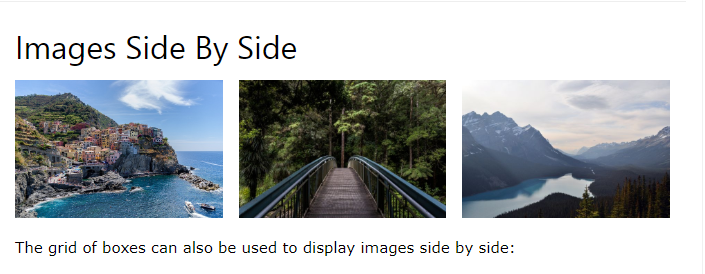 Images Side By Side
The grid of boxes can also be used to display images side by side: